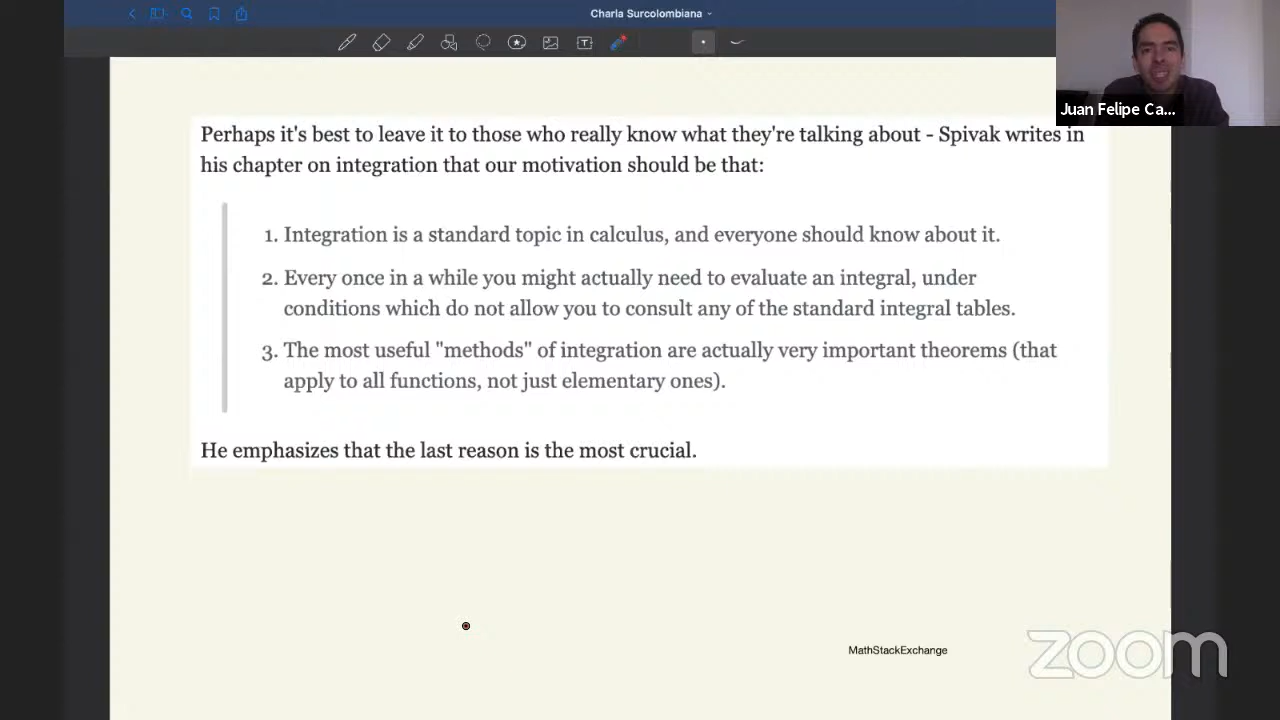 Charla Surcolombiana
Juan Felipe Ca...
Perhaps it's best to leave it to those who really know what they're talking about - Spivak writes in
his chapter on integration that our motivation should be that:
1. Integration is a standard topic in calculus, and everyone should know about it.
2. Every once in a while you might actually need to evaluate an integral, under
conditions which do not allow you to consult any of the standard integral tables.
3. The most useful "methods" of integration are actually very important theorems (that
apply to all functions, not just elementary ones).
He emphasizes that the last reason is the most crucial.
MathStackExchange
zoom